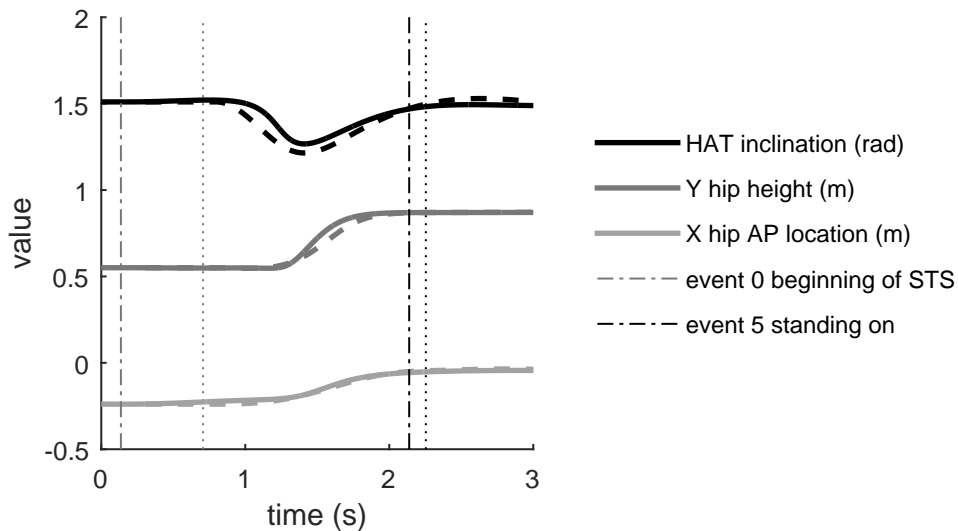 2
1.5
1
0.5
0
-0.5
value
0
1
2
3
time (s)
HAT inclination (rad)
Y hip height (m)
X hip AP location (m)
event 0 beginning of STS
event 5 standing on